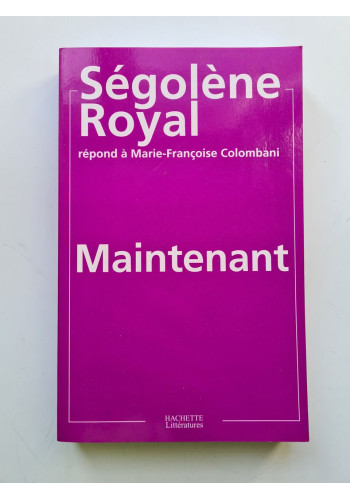 Ségolène
Royal
répond à Marie-Françoise Colombani
Maintenant
HACHETTE
Littératures